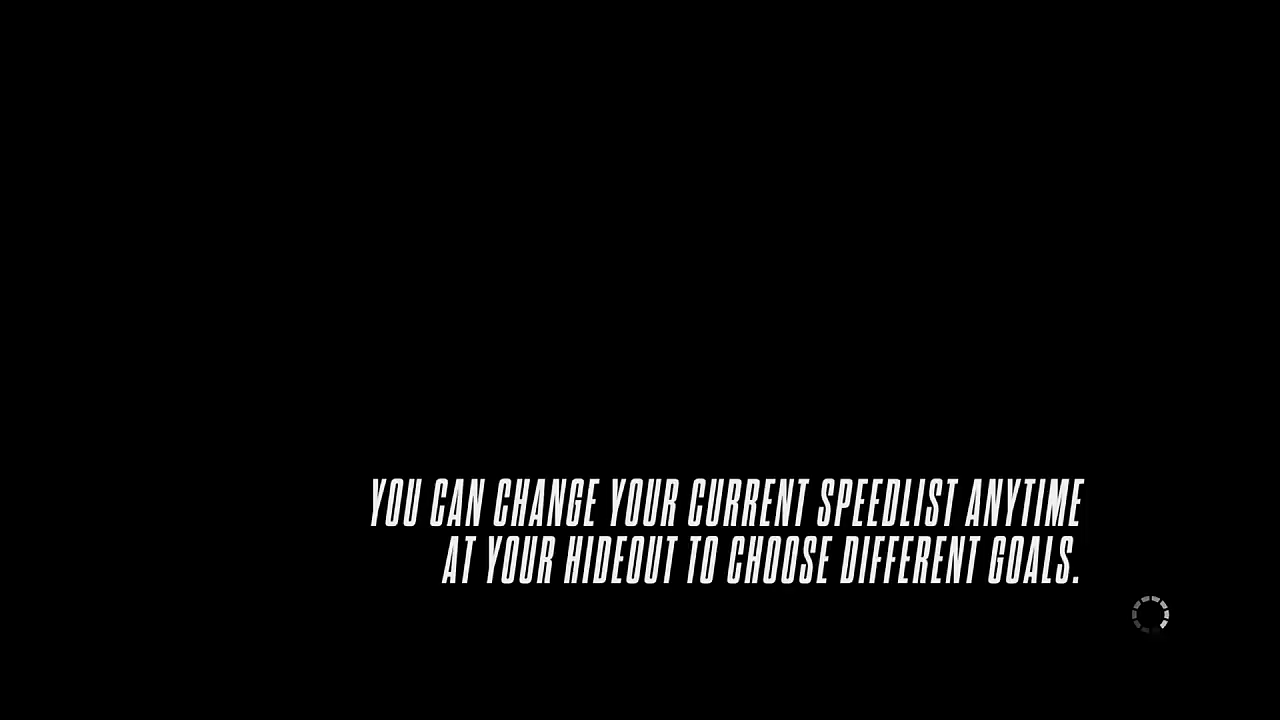 YOU CAN CHANGE YOUR CURRENT SPEEDLIST ANYTIME
AT YOUR HIDEOUT TO CHOOSE DIFFERENT GOALS.